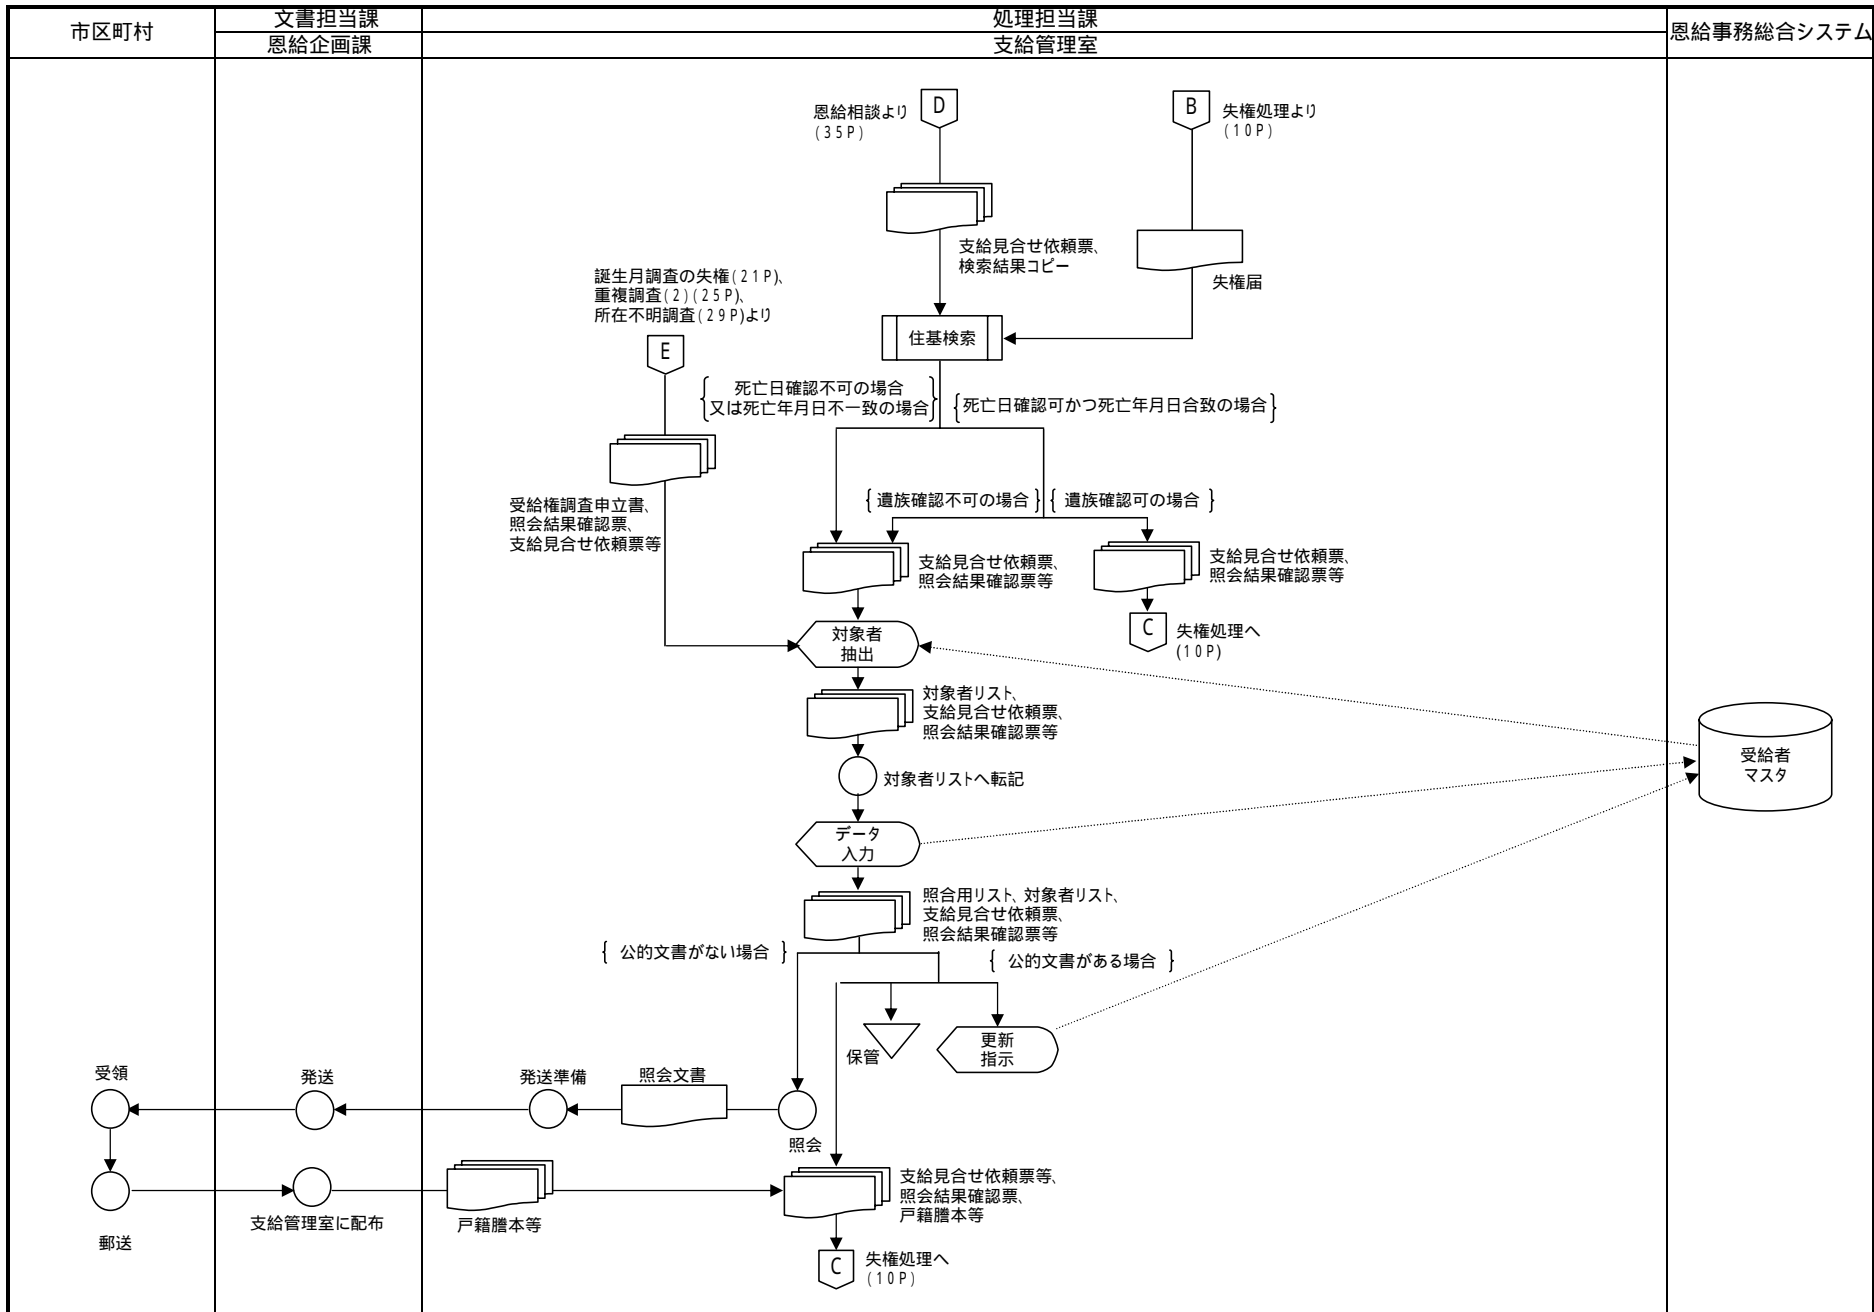 市区町村
文書担当課
恩給企画課
処理担当課
支給管理室
恩給事務総合システム
恩給相談より
(35P)
D
B
失権処理より
(10P)
支給見合せ依頼票、
検索結果コピー
失権届
誕生月調査の失権(21P)、
重複調査(2)(25P)、
所在不明調査(29P)より
E
住基検索
死亡日確認不可の場合
又は死亡年月日不一致の場合
死亡日確認可かつ死亡年月日合致の場合
受給権調査申立書、
照会結果確認票、
支給見合せ依頼票等
遺族確認不可の場合
遺族確認可の場合
支給見合せ依頼票、
照会結果確認票等
支給見合せ依頼票、
照会結果確認票等
C
失権処理へ
(10P)
対象者
抽出
対象者リスト、
支給見合せ依頼票、
照会結果確認票等
受給者
マスタ
対象者リストへ転記
データ
入力
照合用リスト、対象者リスト、
支給見合せ依頼票、
照会結果確認票等
公的文書がない場合
公的文書がある場合
保管
更新
指示
受領
発送
発送準備
照会文書
照会
郵送
支給管理室に配布
戸籍謄本等
支給見合せ依頼票等、
照会結果確認票、
戸籍謄本等
C
失権処理へ
(10P)